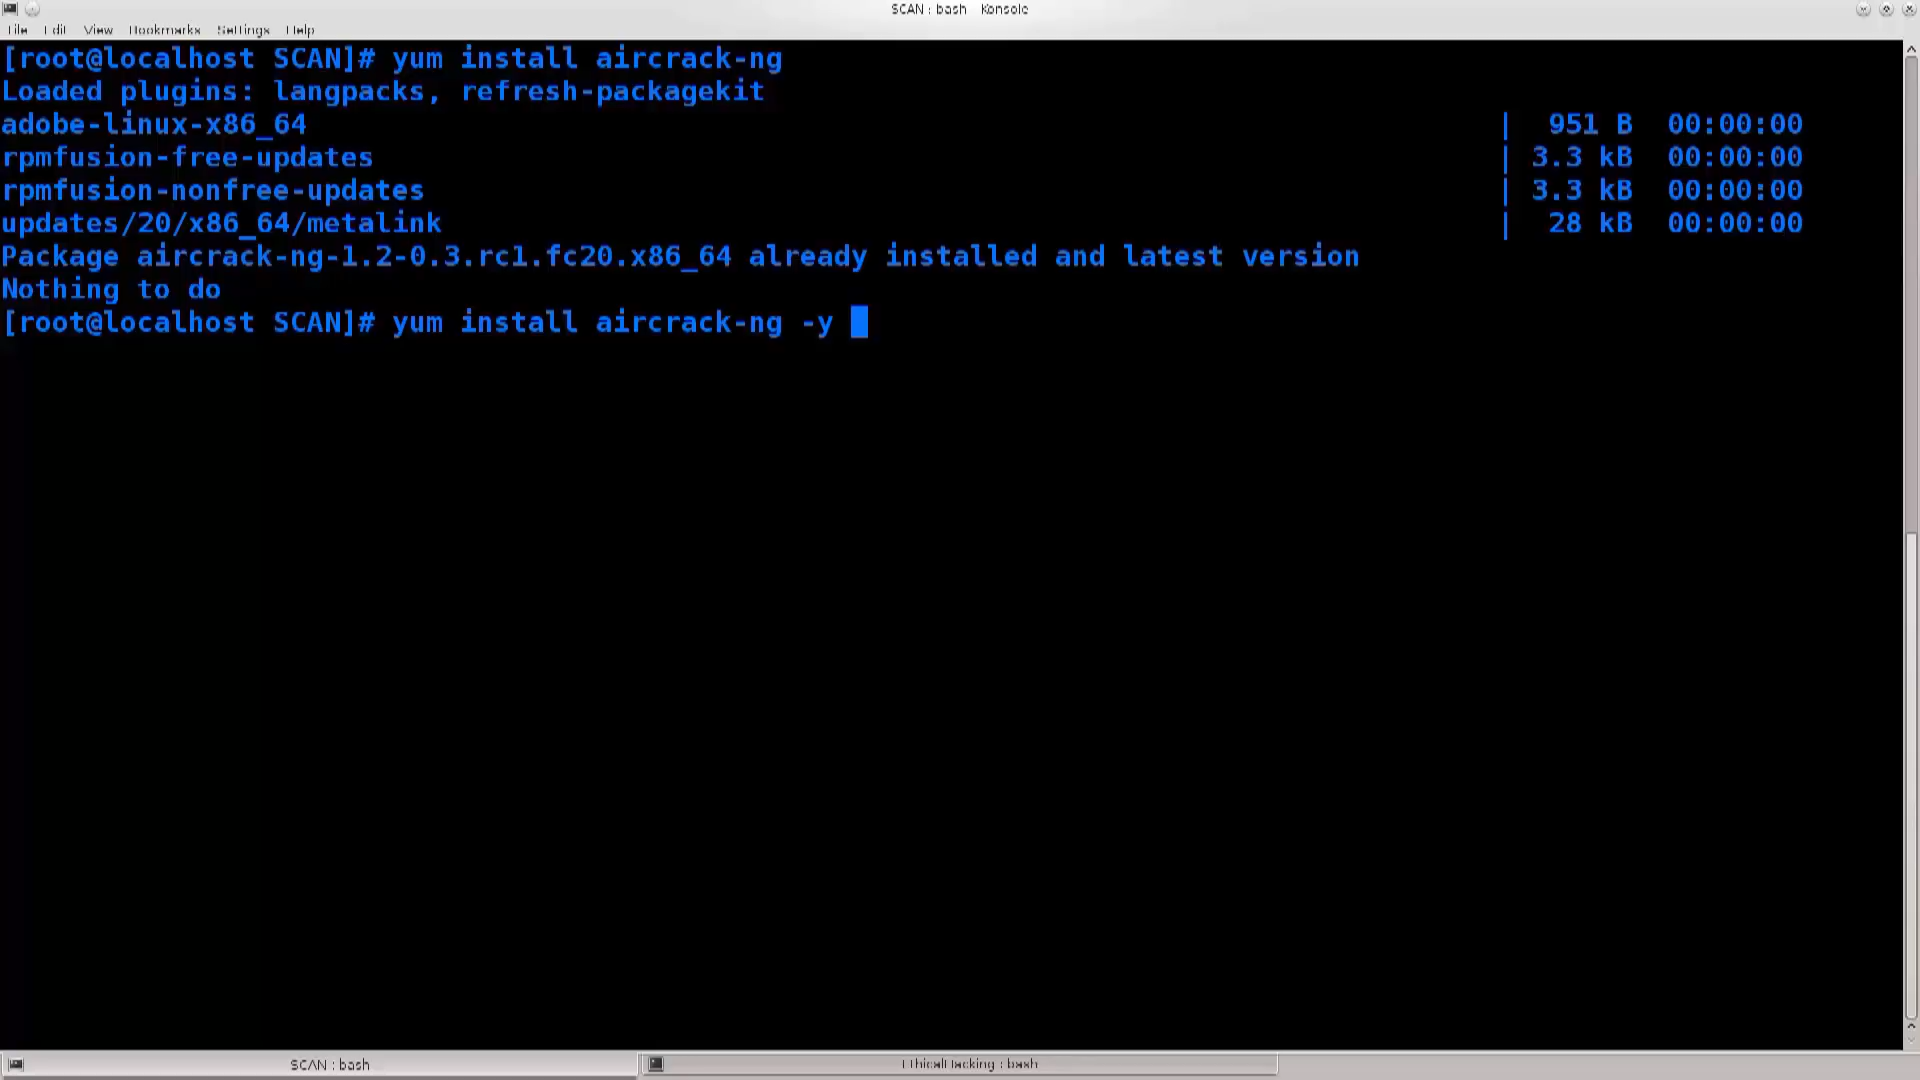 SCAN : bash Konsole
File Edit View Bookmarks Settings Help
[root@localhost SCAN]# yum install aircrack-ng
Loaded plugins: langpacks, refresh-packagekit
adobe-linux-x86_64 | 951 B 00:00:00
rpmfusion-free-updates | 3.3 kB 00:00:00
rpmfusion-nonfree-updates | 3.3 kB 00:00:00
updates/20/x86_64/metalink | 28 kB 00:00:00
Package aircrack-ng-1.2-0.3.rc1.fc20.x86_64 already installed and latest version
Nothing to do
[root@localhost SCAN]# yum install aircrack-ng -y
SCAN : bash EthicalHacking : bash